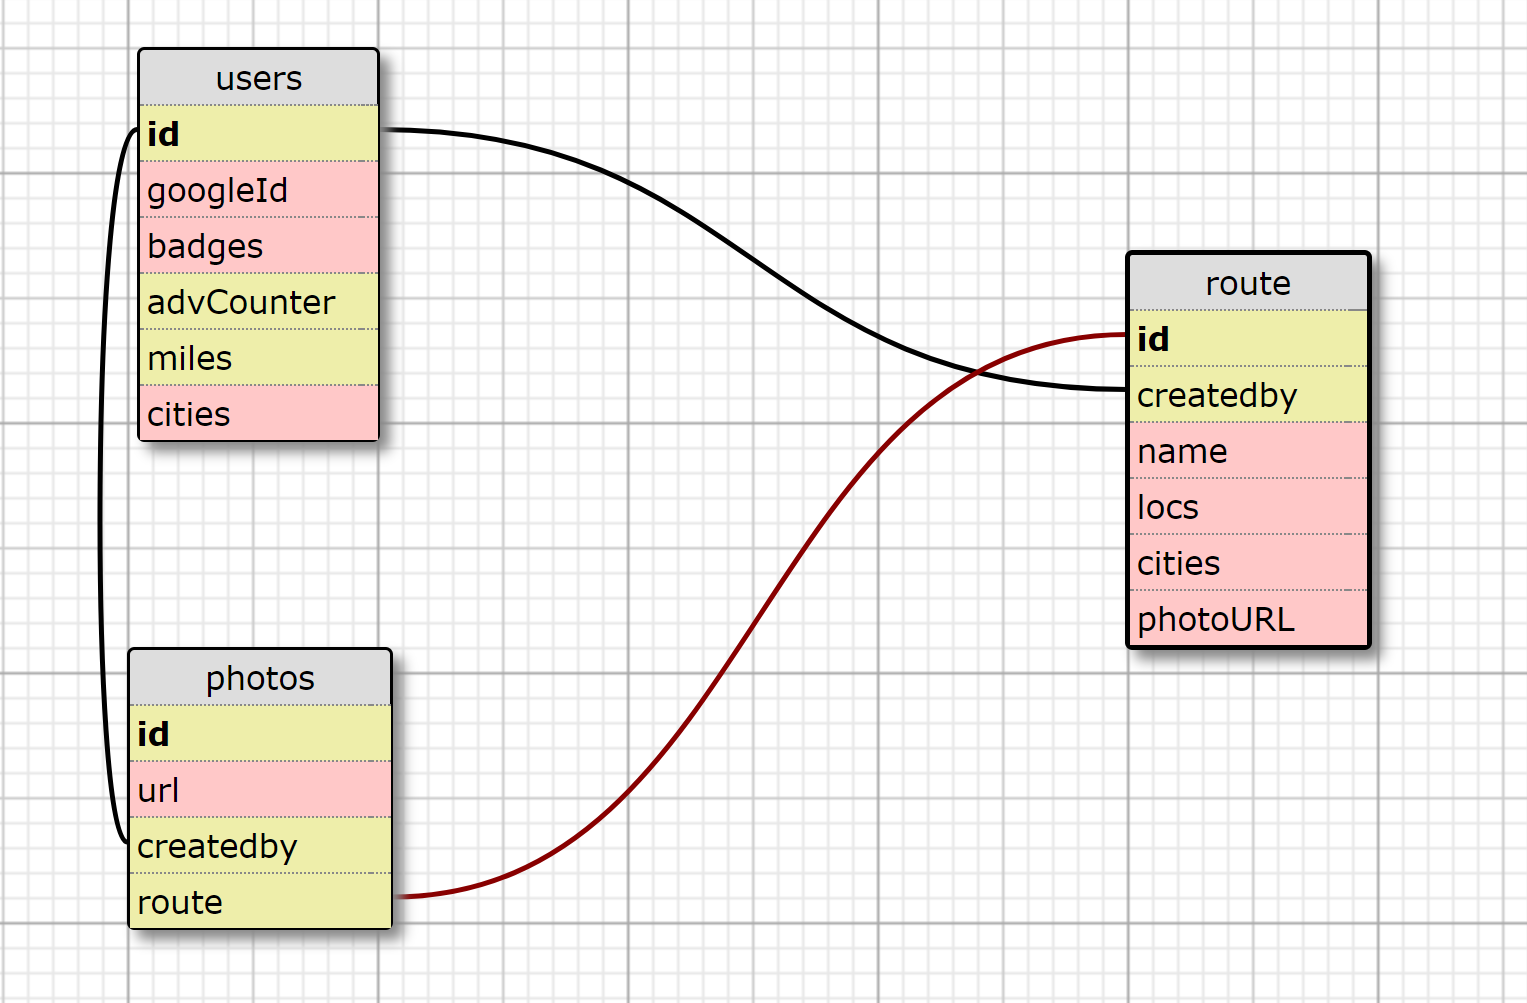 users
id
googleId
badges
advCounter
miles
cities
route
id
createdby
name
locs
cities
photoURL
photos
id
url
createdby
route